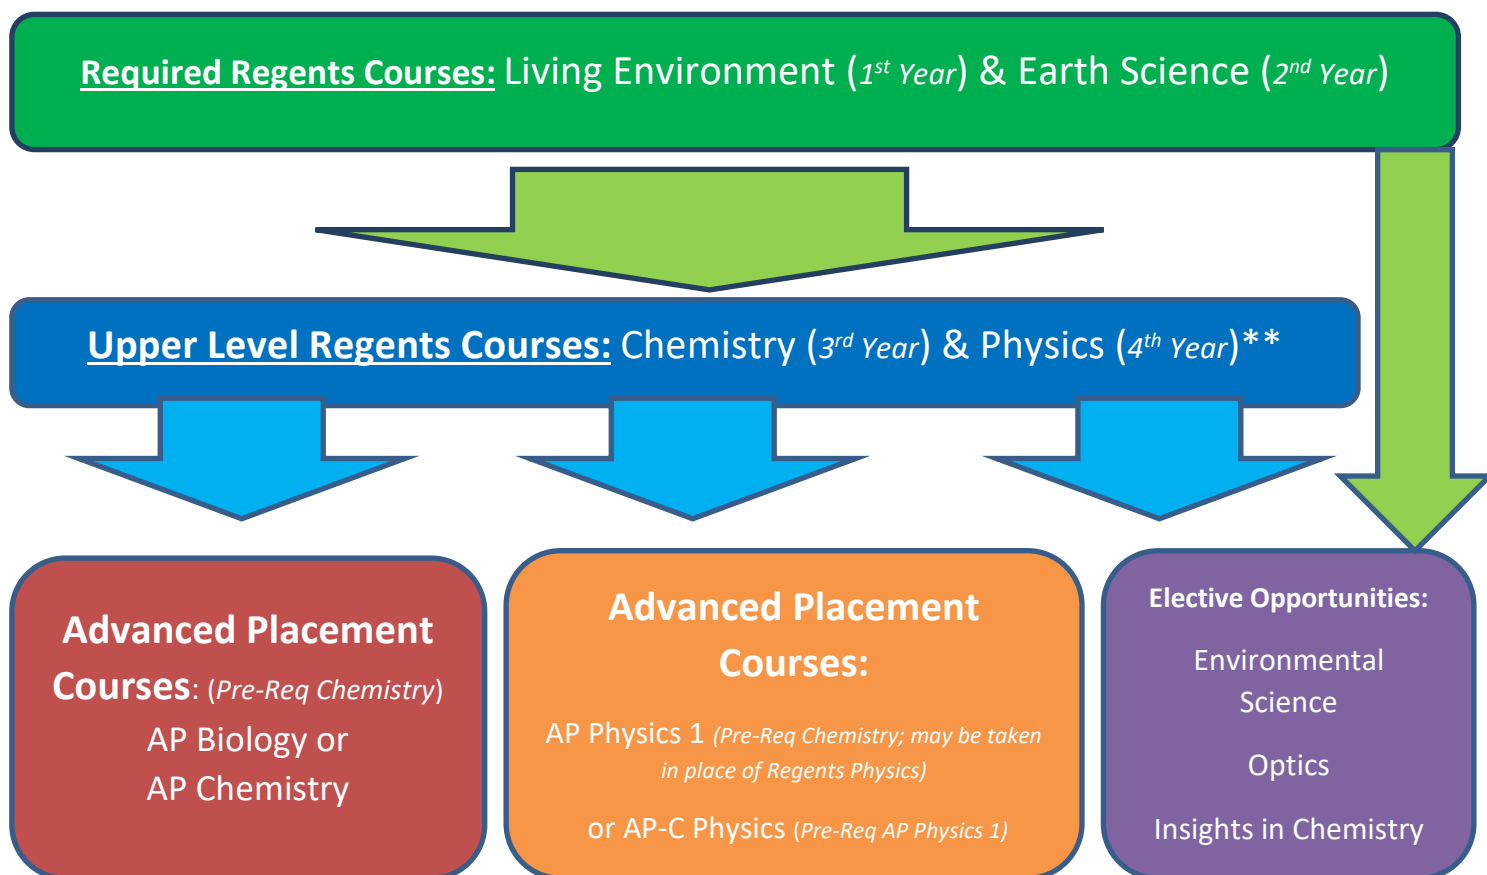 Required Regents Courses: Living Environment (1st Year) & Earth Science (2nd Year)
Upper Level Regents Courses: Chemistry (3rd Year) & Physics (4th Year)**
Advanced Placement
Courses: (Pre-Req Chemistry)
AP Biology or
AP Chemistry
Advanced Placement
Courses:
AP Physics 1 (Pre-Req Chemistry; may be taken
in place of Regents Physics)
or AP-C Physics (Pre-Req AP Physics 1)
Elective Opportunities:
Environmental
Science
Optics
Insights in Chemistry